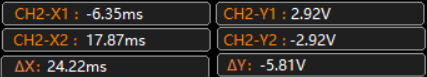 CH2-X1 : -6.35ms
CH2-Y1 : 2.92V
CH2-X2 : 17.87ms
CH2-Y2 : -2.92V
ΔX: 24.22ms
ΔY: -5.81V